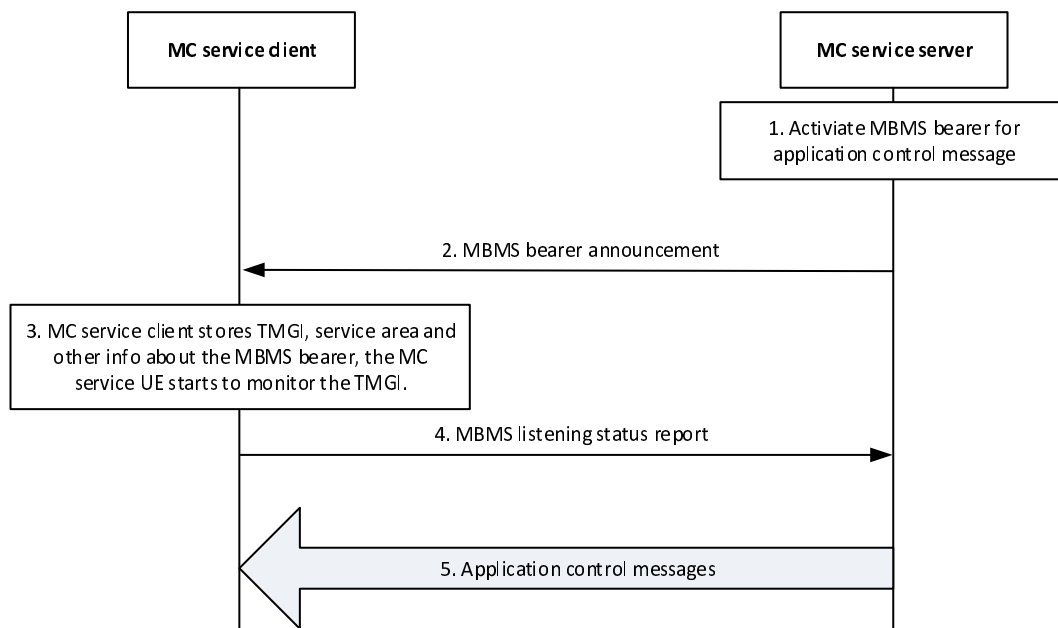 MC service client
MC service server
1. Activiate MBMS bearer for
application control message
2. MBMS bearer announcement
3. MC service client stores TMGI, service area and
other info about the MBMS bearer, the MC
service UE starts to monitor the TMGI.
4. MBMS listening status report
5. Application control messages